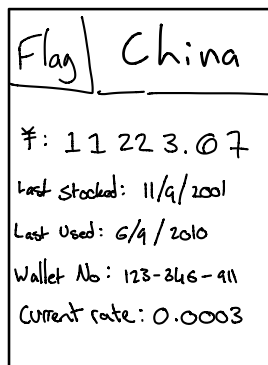 Flag China
¥: 11223.07
Last Stocked: 11/9/2001
Last Used: 6/9/2010
Wallet No: 123-346-911
Current rate: 0.0003